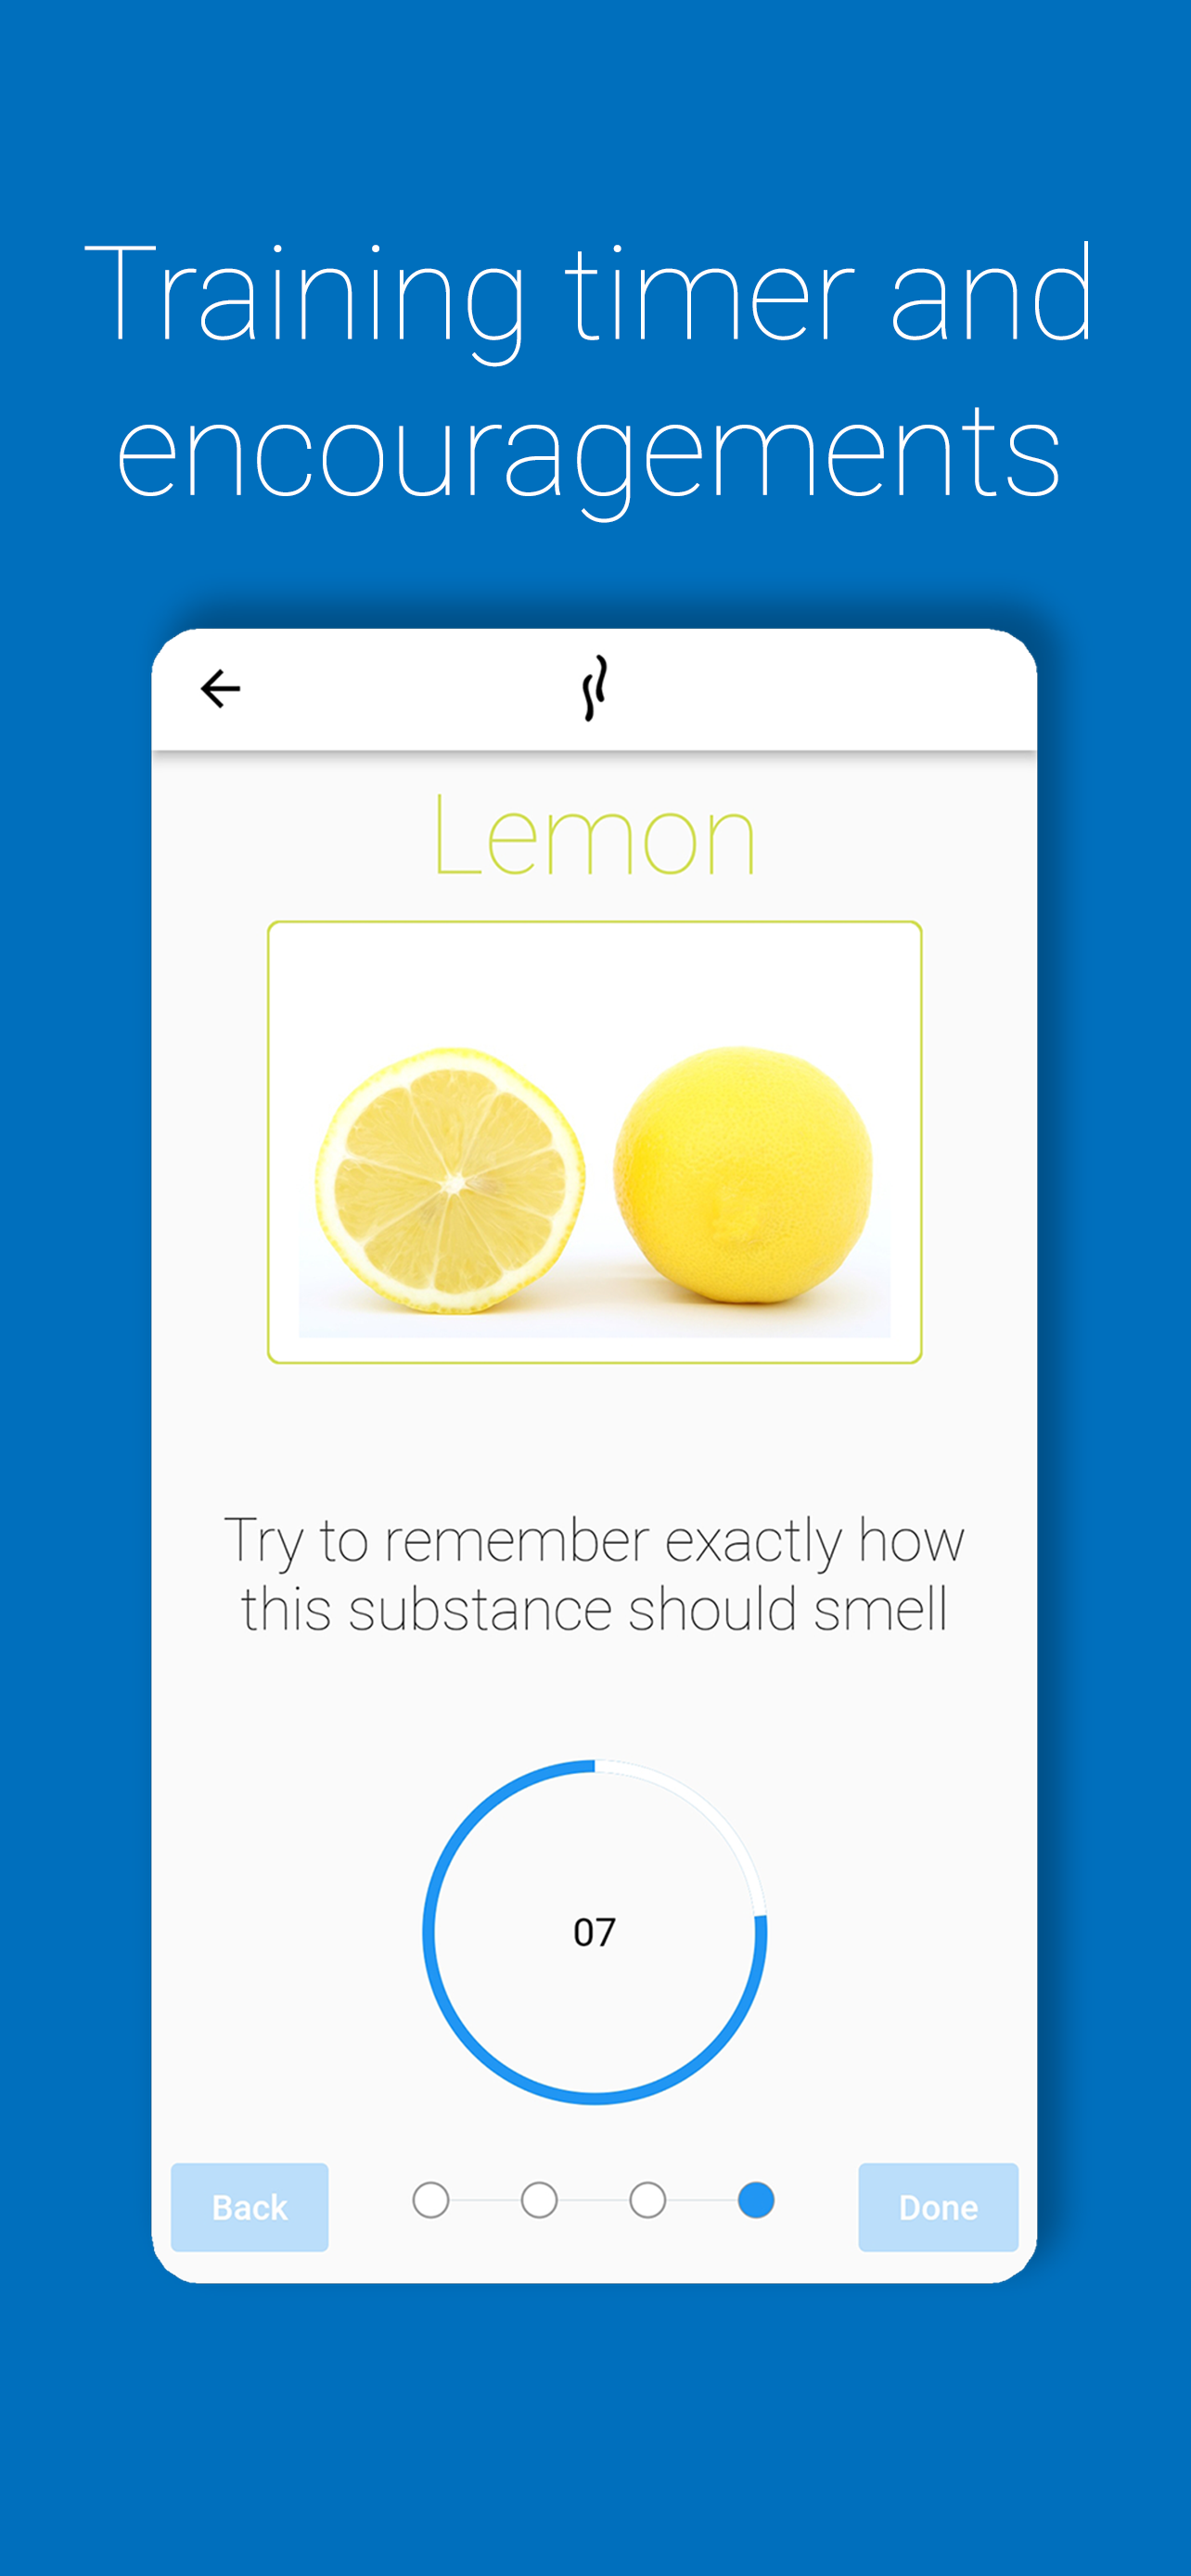 Training timer and
encouragements
Lemon
Try to remember exactly how
this substance should smell
07
Back
Done